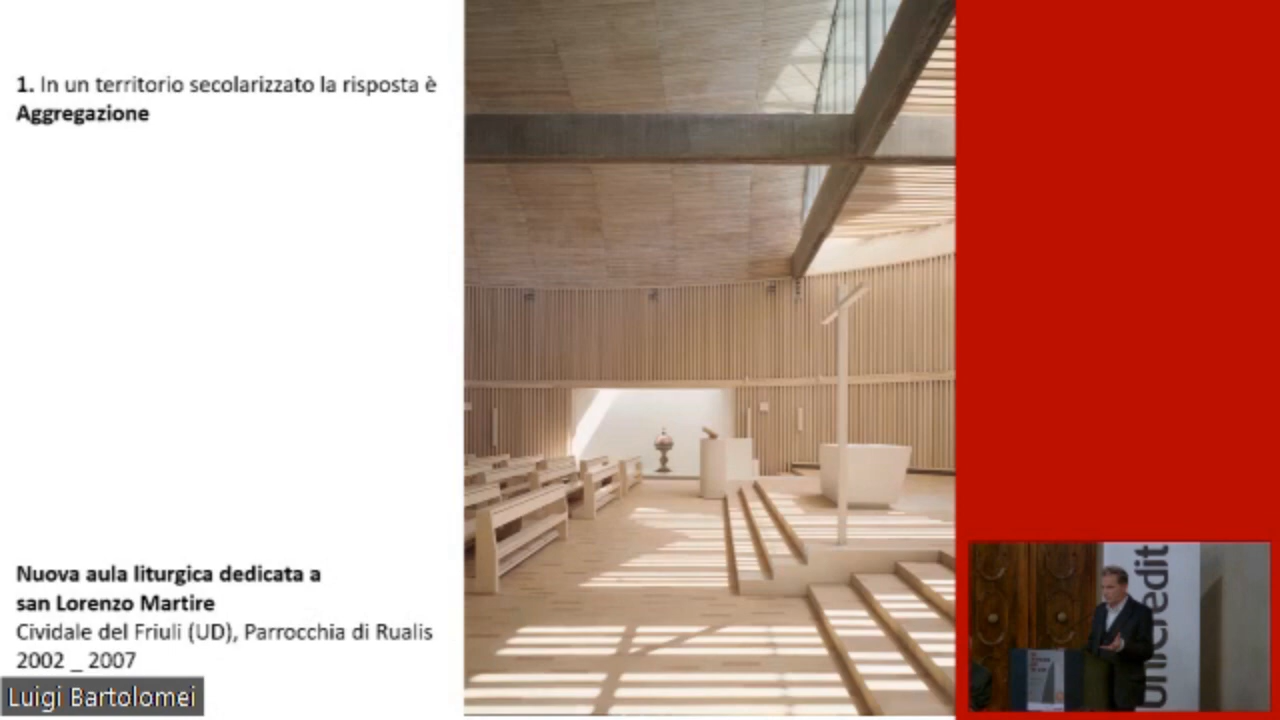 1. In un territorio secolarizzato la risposta è
Aggregazione
Nuova aula liturgica dedicata a
san Lorenzo Martire
Cividale del Friuli (UD), Parrocchia di Rualis
2002 _ 2007
Luigi Bartolomei
unicredit